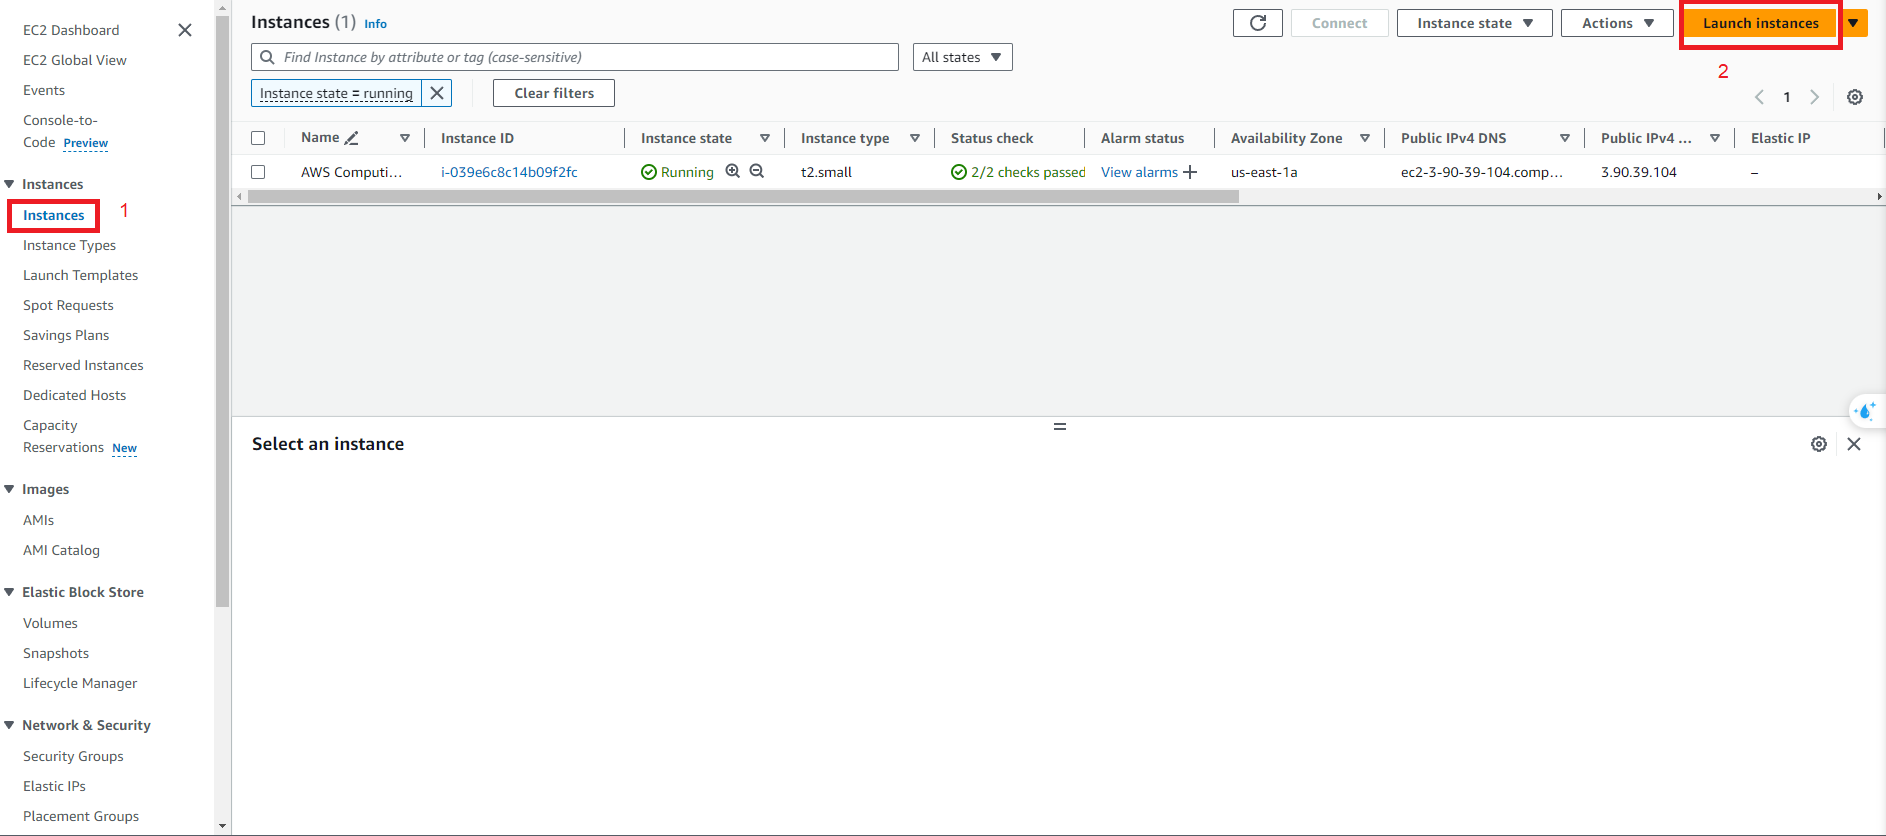 EC2 Dashboard
EC2 Global View
Events
Console-to-
Code Preview
Instances
Instances 1
Instance Types
Launch Templates
Spot Requests
Savings Plans
Reserved Instances
Dedicated Hosts
Capacity
Reservations New
Images
AMIs
AMI Catalog
Elastic Block Store
Volumes
Snapshots
Lifecycle Manager
Network & Security
Security Groups
Elastic IPs
Placement Groups
Instances (1) Info
Connect Instance state Actions Launch instances
2
Find Instance by attribute or tag (case-sensitive) All states
Instance state = running Clear filters
1
Name Instance ID Instance state Instance type Status check Alarm status Availability Zone Public IPv4 DNS Public IPv4 ... Elastic IP
AWS Computi... i-039e6c8c14b09f2fc Running t2.small 2/2 checks passed View alarms us-east-1a ec2-3-90-39-104.comp... 3.90.39.104 –
Select an instance